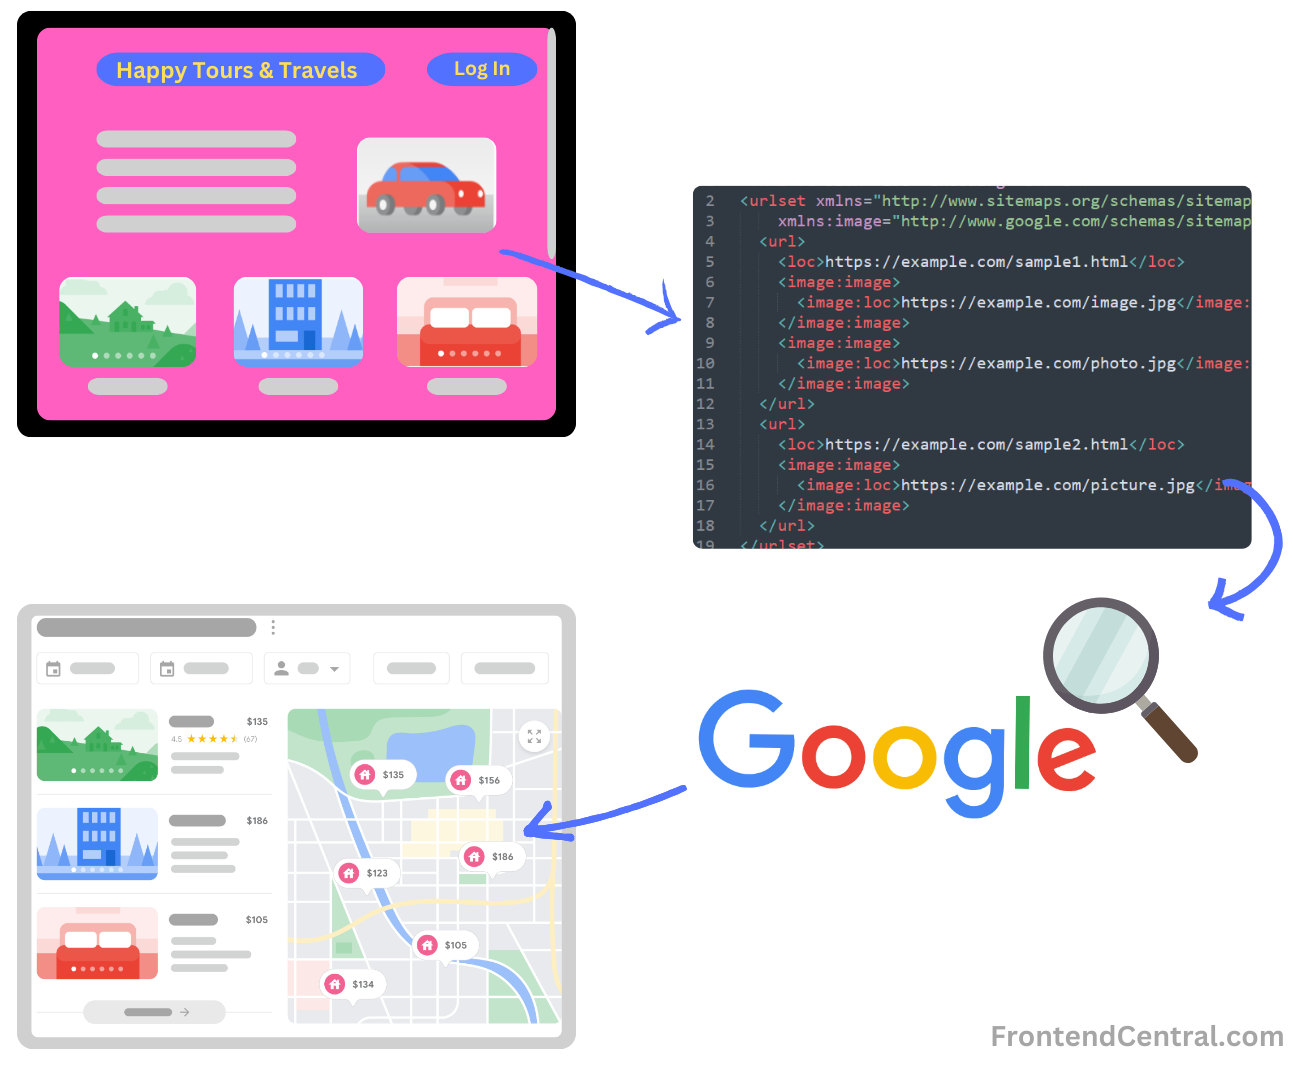 Happy Tours & Travels
Log In
2 <urlset xmlns="http://www.sitemaps.org/schemas/sitemap
3 xmlns:image="http://www.google.com/schemas/sitemap
4 <url>
5 <loc>https://example.com/sample1.html</loc>
6 <image:image>
7 <image:loc>https://example.com/image.jpg</image:
8 </image:image>
9 <image:image>
10 <image:loc>https://example.com/photo.jpg</image:
11 </image:image>
12 </url>
13 <url>
14 <loc>https://example.com/sample2.html</loc>
15 <image:image>
16 <image:loc>https://example.com/picture.jpg</imag
17 </image:image>
18 </url>
19 </urlset>
Google
$135
4.5 (67)
$186
$105
$135
$156
$186
$123
$105
$134
FrontendCentral.com